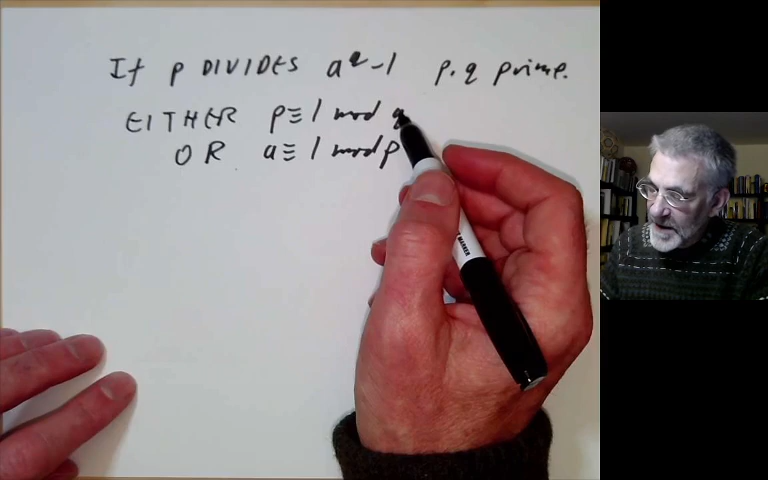 If p DIVIDES a^q-1 p.q prime.
EITHER p≡1 mod q
OR a≡1 mod p